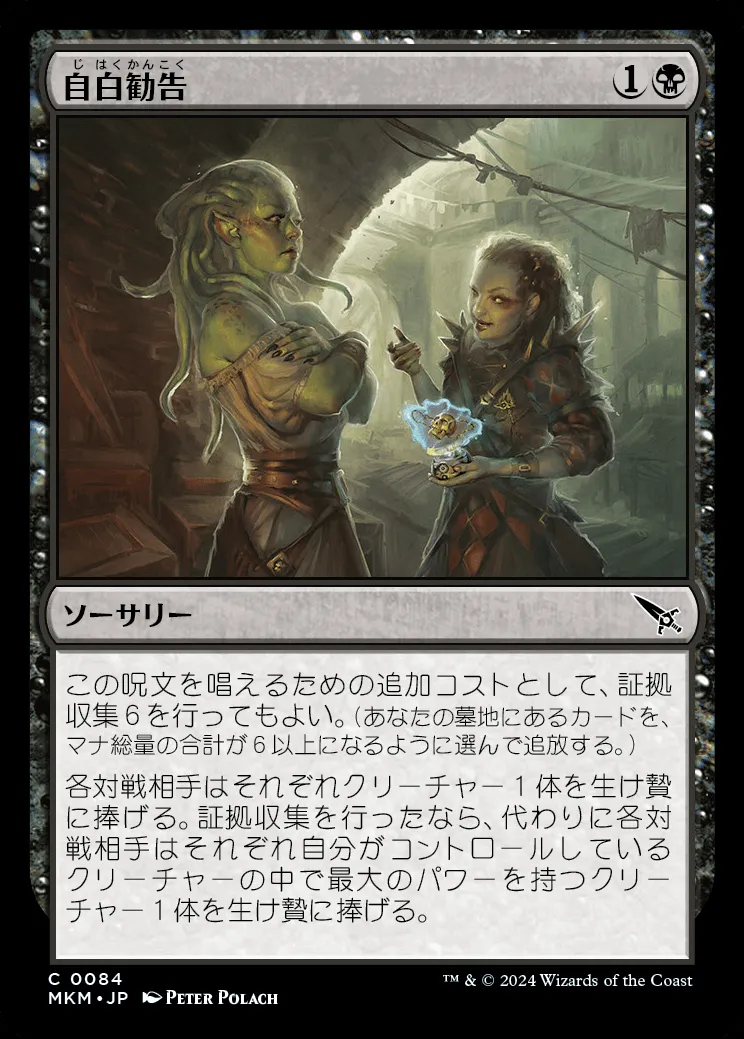 じはくかんこく
自白勧告
1
ソーサリー
この呪文を唱えるための追加コストとして、証拠
収集6を行ってもよい。(あなたの墓地にあるカードを、
マナ総量の合計が6以上になるように選んで追放する。)
各対戦相手はそれぞれクリーチャー1体を生け贄
に捧げる。証拠収集を行ったなら、代わりに各対
戦相手はそれぞれ自分がコントロールしている
クリーチャーの中で最大のパワーを持つクリー
チャー1体を生け贄に捧げる。
C 0084
MKM • JP PETER POLACH
™ & © 2024 Wizards of the Coast